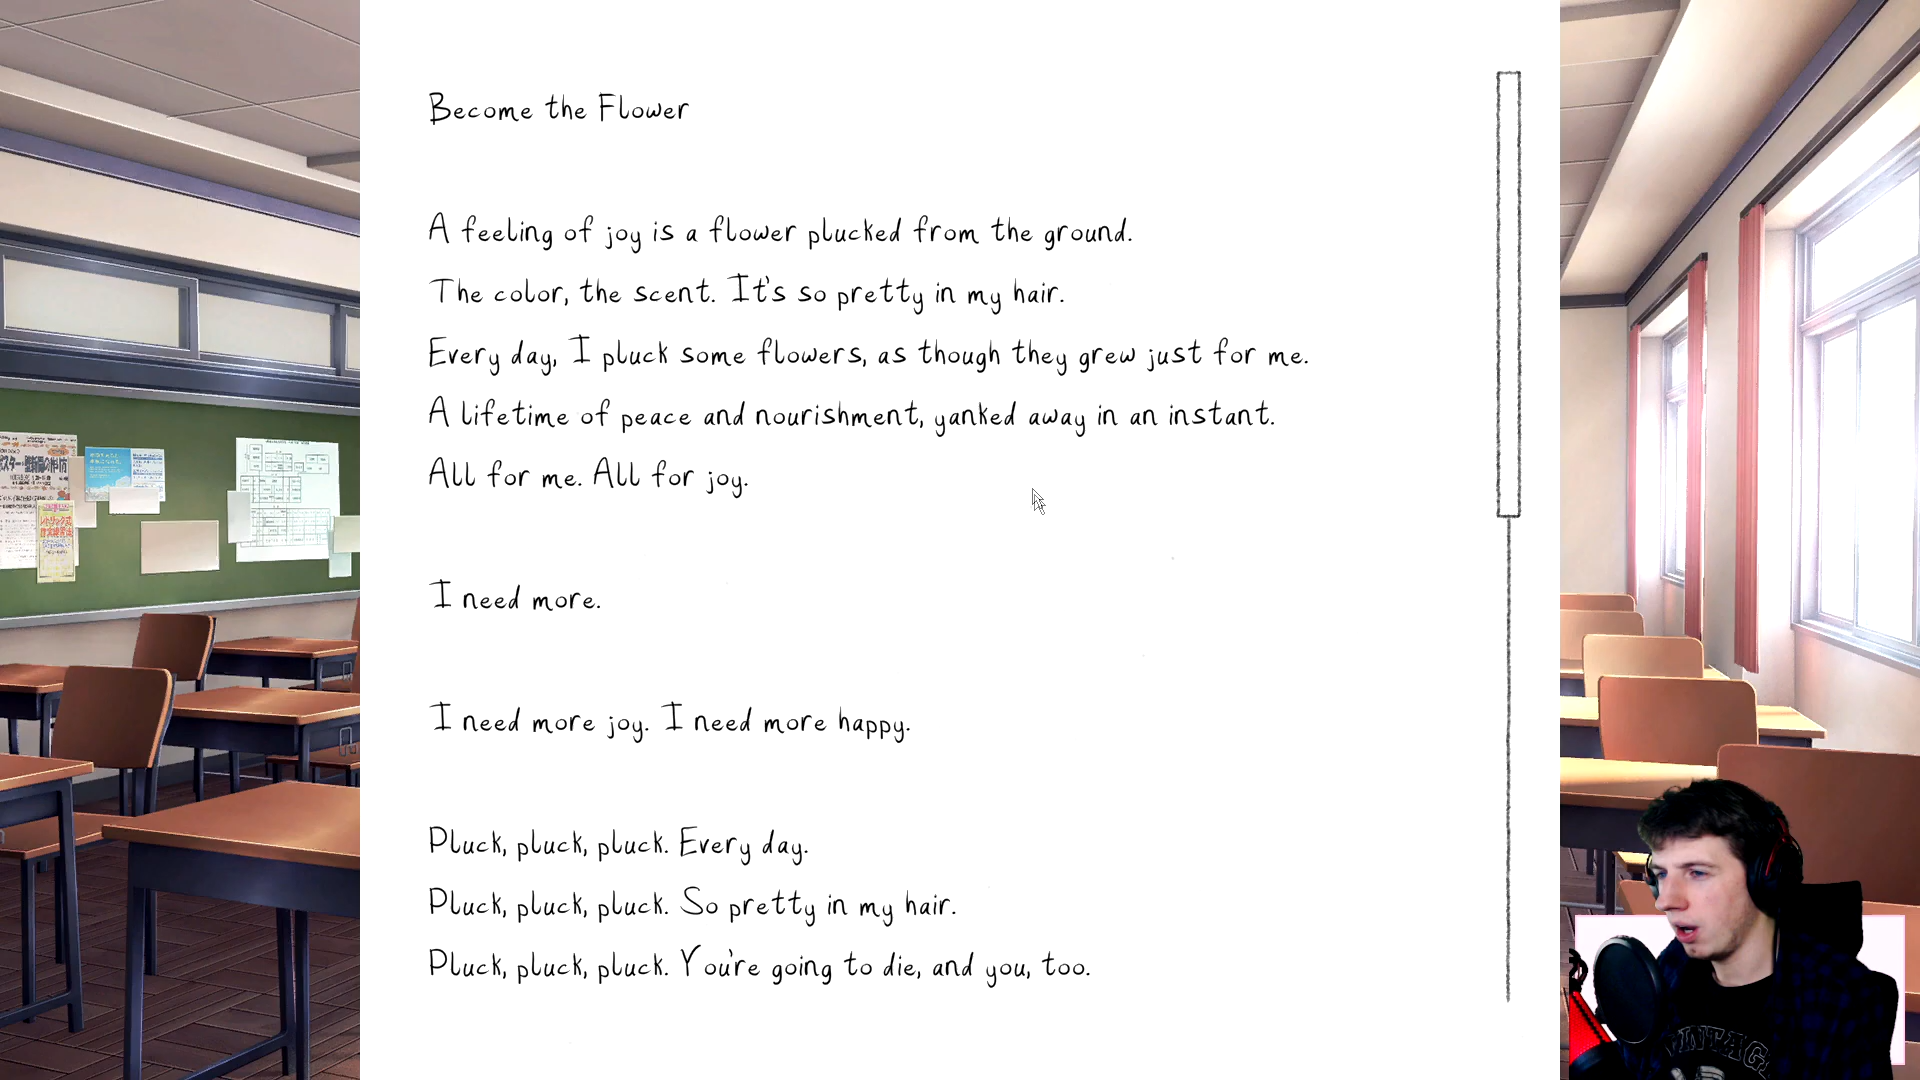 Become the Flower
A feeling of joy is a flower plucked from the ground.
The color, the scent. It's so pretty in my hair.
Every day, I pluck some flowers, as though they grew just for me.
A lifetime of peace and nourishment, yanked away in an instant.
All for me. All for joy.
I need more.
I need more joy. I need more happy.
Pluck, pluck, pluck. Every day.
Pluck, pluck, pluck. So pretty in my hair.
Pluck, pluck, pluck. You're going to die, and you, too.